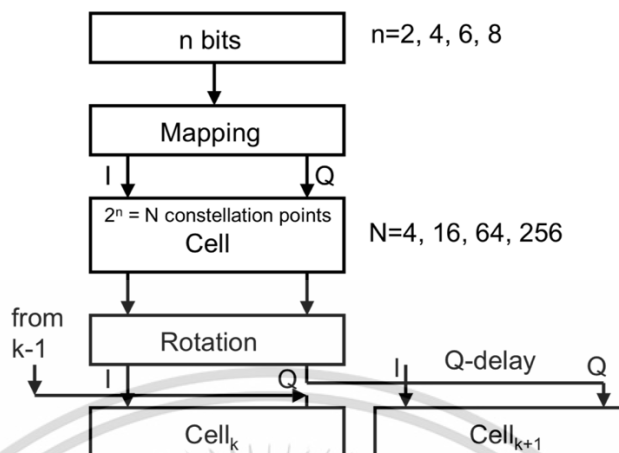 n bits
n=2, 4, 6, 8
Mapping
I
Q
2ⁿ = N constellation points
Cell
N=4, 16, 64, 256
from
k-1
Rotation
I
Q
I
Q-delay
Q
Cellₖ
Cellₖ₊₁